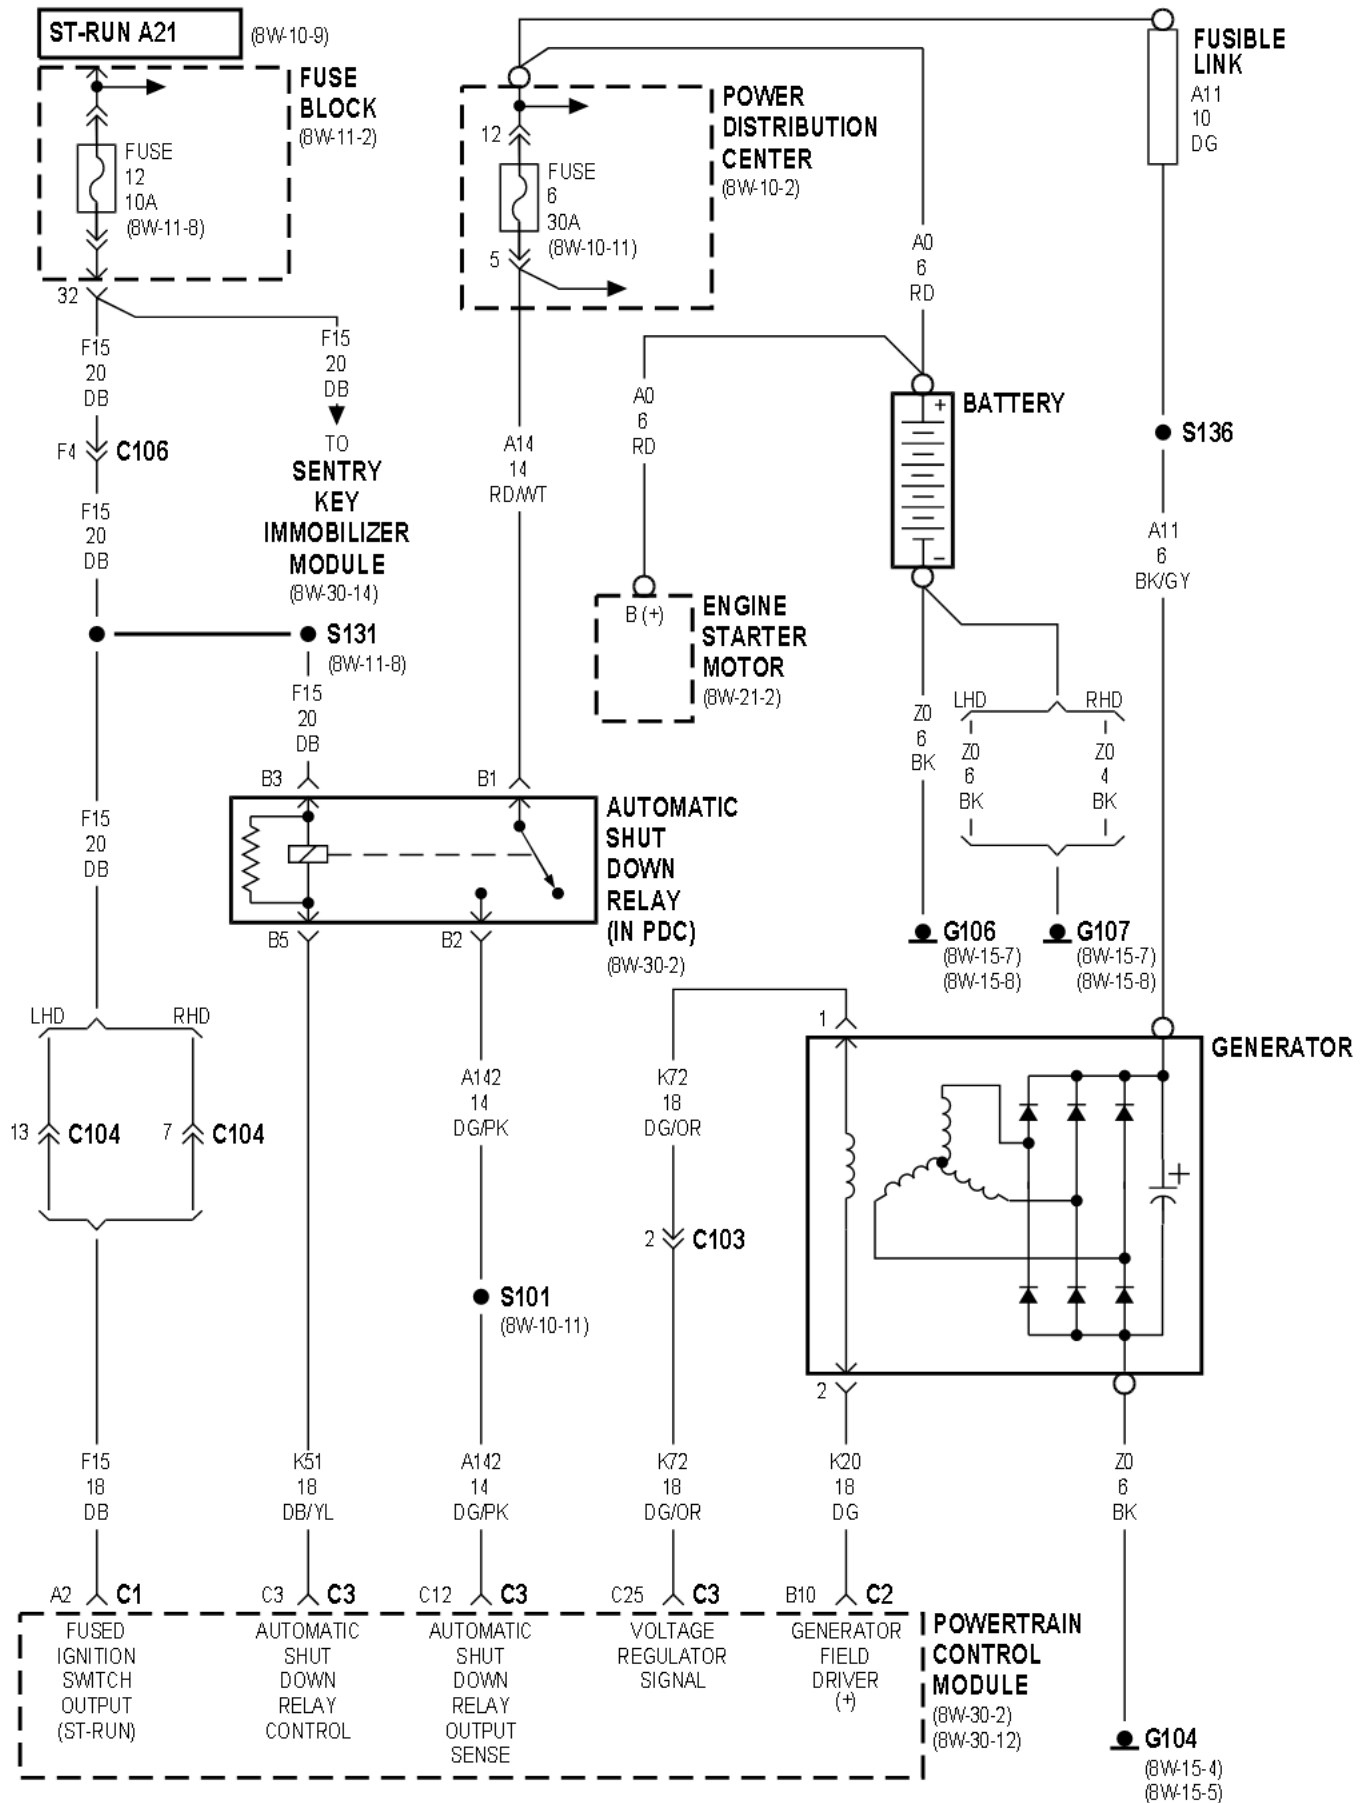 ST-RUN A21
(8W-10-9)
FUSE
BLOCK
(8W-11-2)
FUSE
12
10A
(8W-11-8)
32
F15
20
DB
F15
20
DB
TO
SENTRY
KEY
IMMOBILIZER
MODULE
(8W-30-14)
F4
C106
F15
20
DB
S131
(8W-11-8)
F15
20
DB
F15
20
DB
POWER
DISTRIBUTION
CENTER
(8W-10-2)
12
FUSE
6
30A
(8W-10-11)
5
A14
14
RD/WT
FUSIBLE
LINK
A11
10
DG
A0
6
RD
A0
6
RD
BATTERY
+
–
S136
A11
6
BK/GY
B (+)
ENGINE
STARTER
MOTOR
(8W-21-2)
Z0
6
BK
LHD
RHD
Z0
6
BK
Z0
4
BK
G106
(8W-15-7)
(8W-15-8)
G107
(8W-15-7)
(8W-15-8)
B3
B1
AUTOMATIC
SHUT
DOWN
RELAY
(IN PDC)
(8W-30-2)
B5
B2
LHD
RHD
13
C104
7
C104
A142
14
DG/PK
K72
18
DG/OR
1
GENERATOR
+
2
C103
S101
(8W-10-11)
2
F15
18
DB
K51
18
DB/YL
A142
14
DG/PK
K72
18
DG/OR
K20
18
DG
Z0
6
BK
A2
C1
C3
C3
C12
C3
C25
C3
B10
C2
FUSED
IGNITION
SWITCH
OUTPUT
(ST-RUN)
AUTOMATIC
SHUT
DOWN
RELAY
CONTROL
AUTOMATIC
SHUT
DOWN
RELAY
OUTPUT
SENSE
VOLTAGE
REGULATOR
SIGNAL
GENERATOR
FIELD
DRIVER
(+)
POWERTRAIN
CONTROL
MODULE
(8W-30-2)
(8W-30-12)
G104
(8W-15-4)
(8W-15-5)